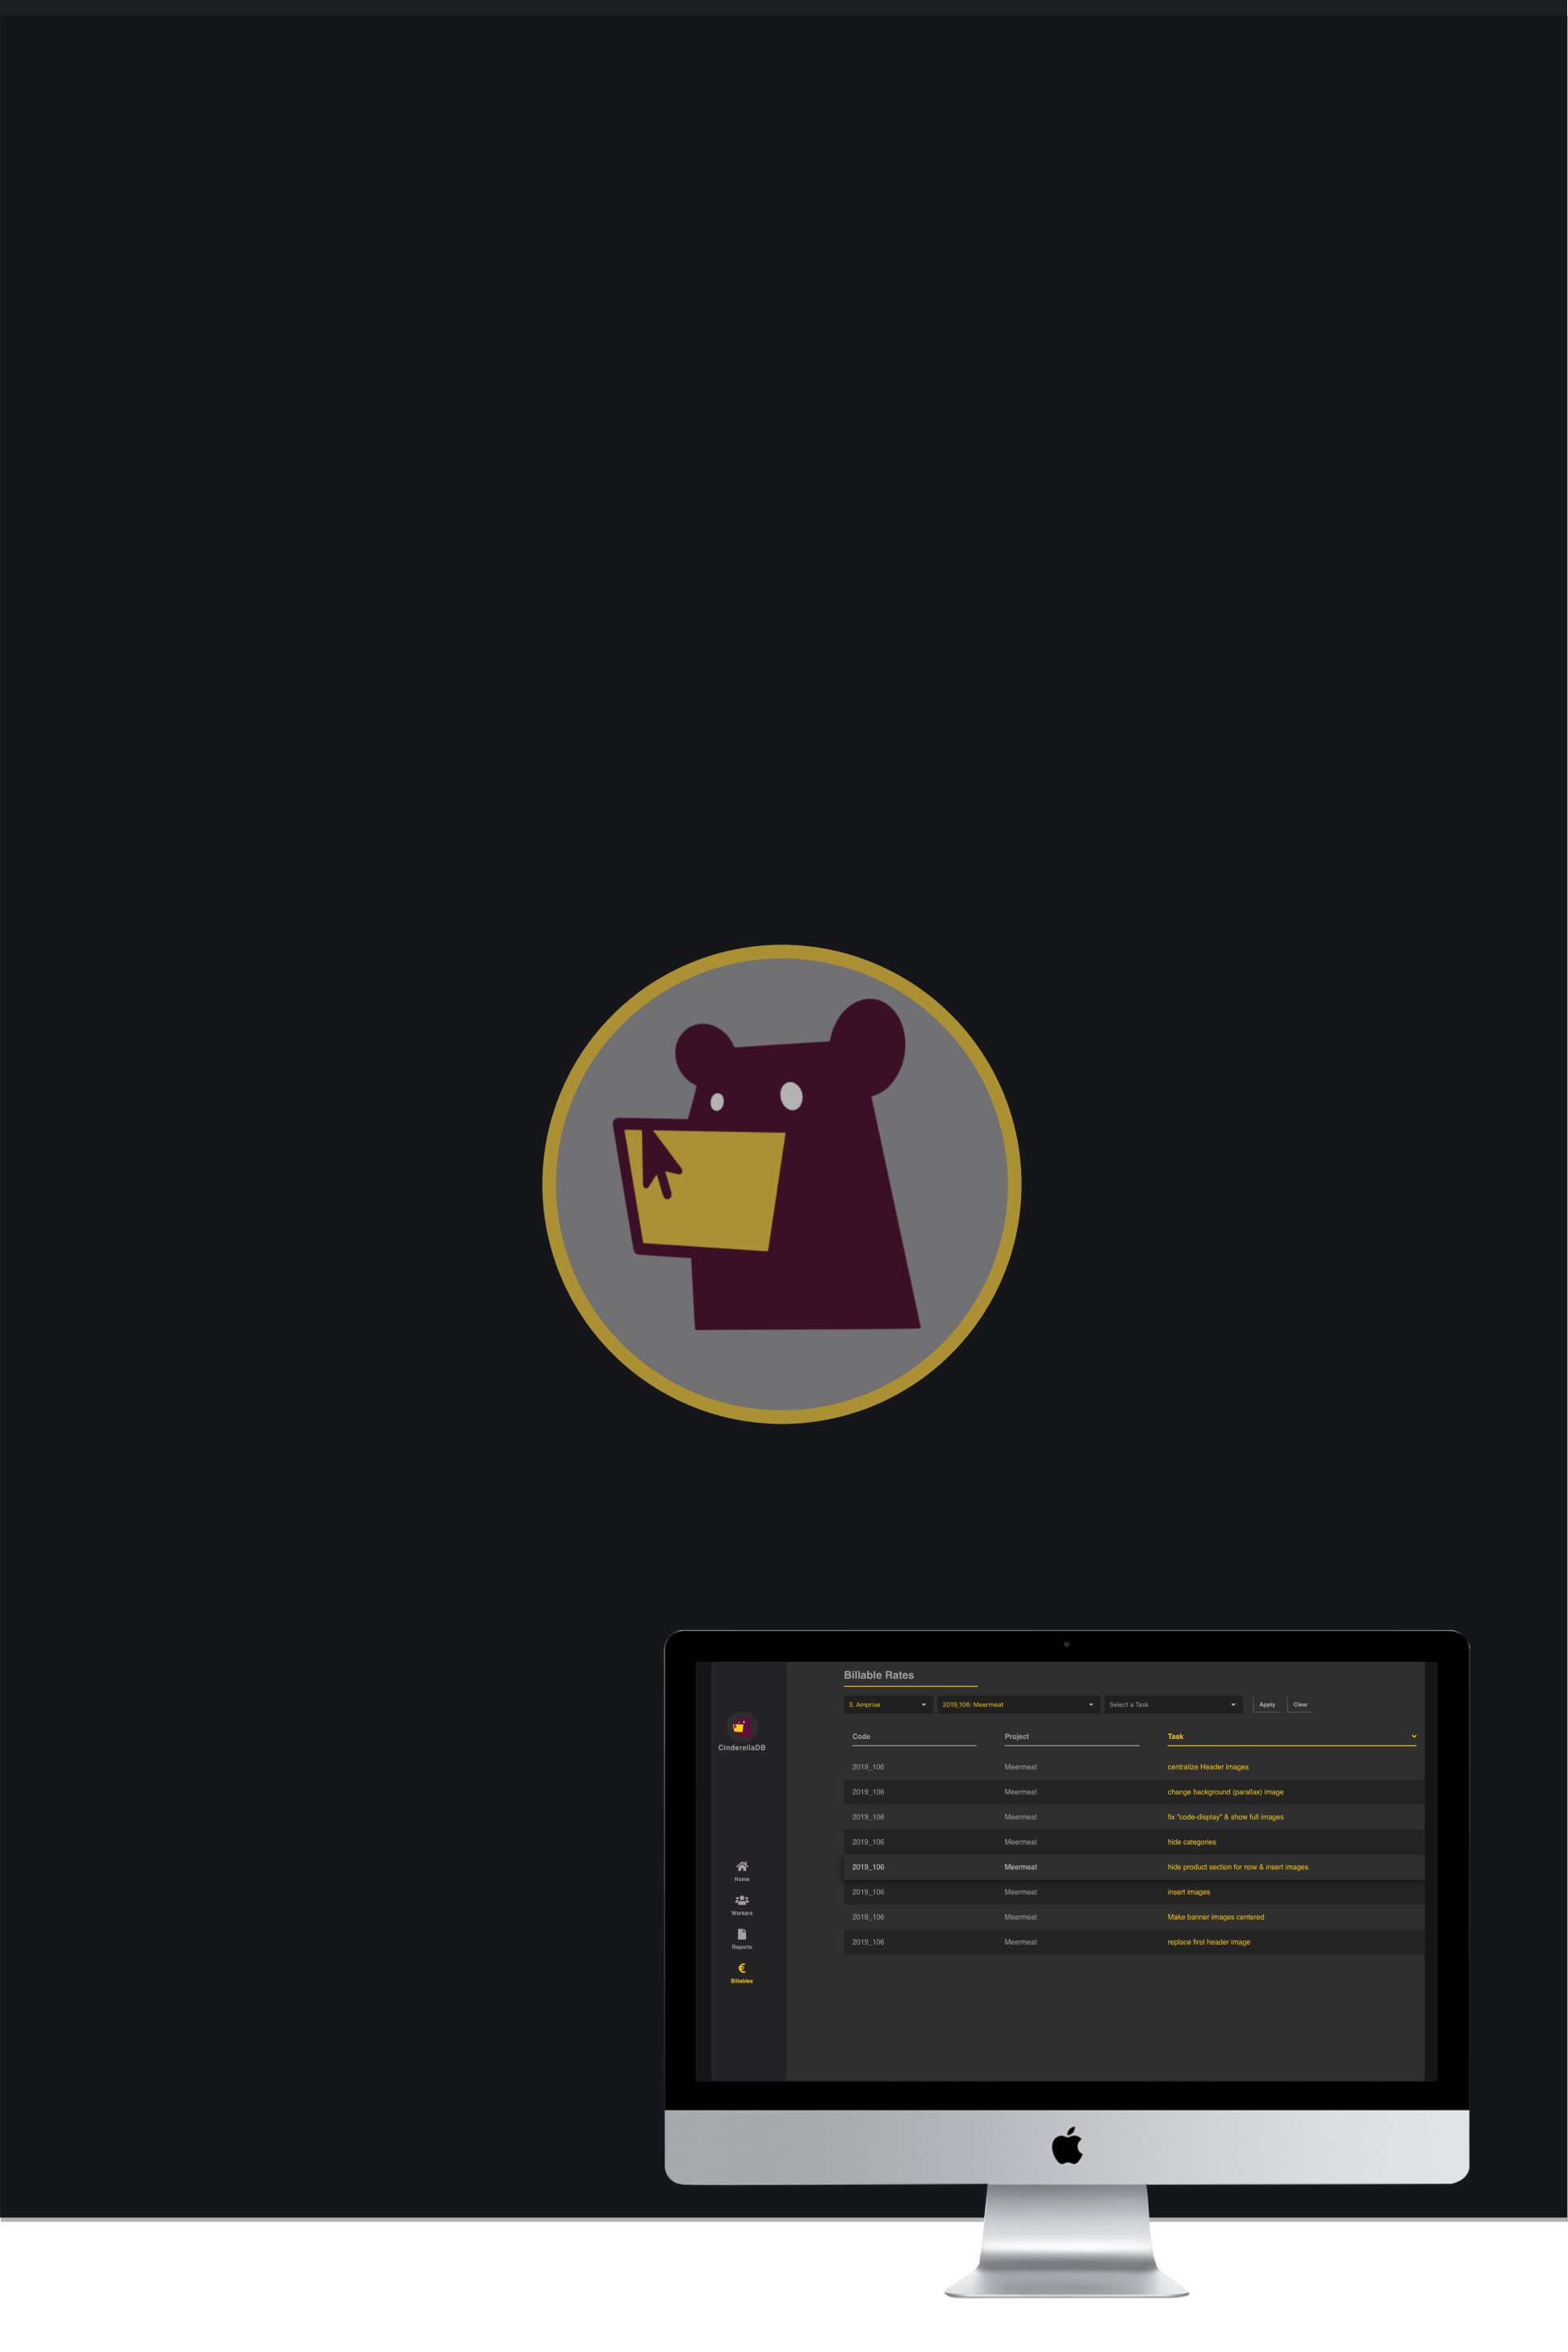 Billable Rates
3. Amprise 2019_106: Meermeat Select a Task Apply Clear
CinderellaDB
Code Project Task
2019_106 Meermeat centralize Header images
2019_106 Meermeat change background (parallax) image
2019_106 Meermeat fix "code-display" & show full images
2019_106 Meermeat hide categories
2019_106 Meermeat hide product section for now & insert images
2019_106 Meermeat insert images
2019_106 Meermeat Make banner images centered
2019_106 Meermeat replace first header image
Home
Workers
Reports
€
Billables